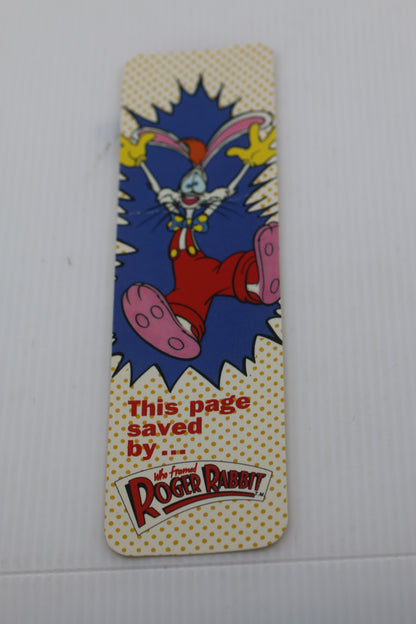 This page
saved
by...
Who Framed
ROGER RABBIT